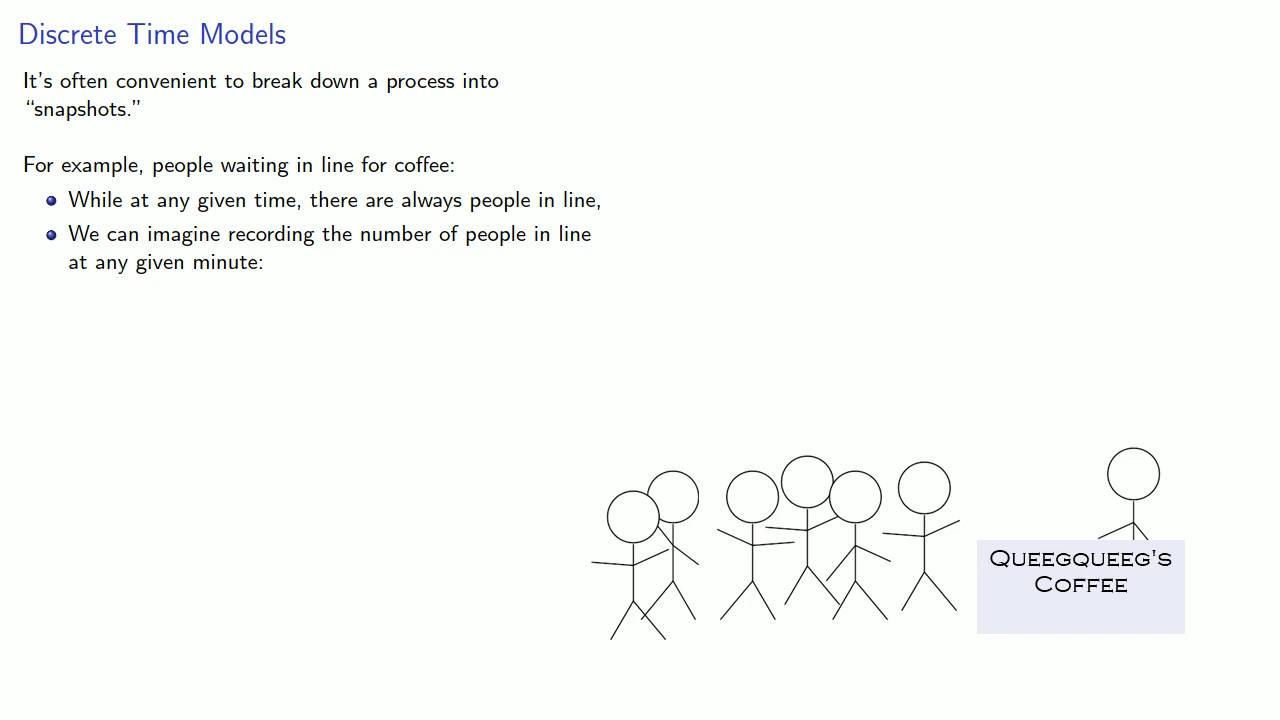 Discrete Time Models
It's often convenient to break down a process into
“snapshots.”
For example, people waiting in line for coffee:
While at any given time, there are always people in line,
We can imagine recording the number of people in line
at any given minute:
Queegqueeg's
Coffee